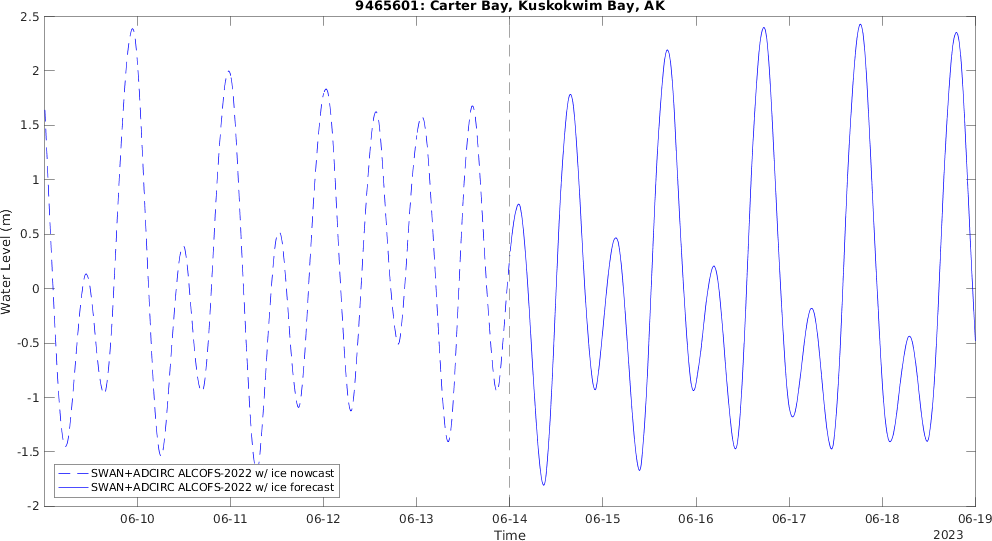 9465601: Carter Bay, Kuskokwim Bay, AK
2.5
2
1.5
1
0.5
0
-0.5
-1
-1.5
-2
Water Level (m)
SWAN+ADCIRC ALCOFS-2022 w/ ice nowcast
SWAN+ADCIRC ALCOFS-2022 w/ ice forecast
06-10 06-11 06-12 06-13 06-14 06-15 06-16 06-17 06-18 06-19
Time
2023